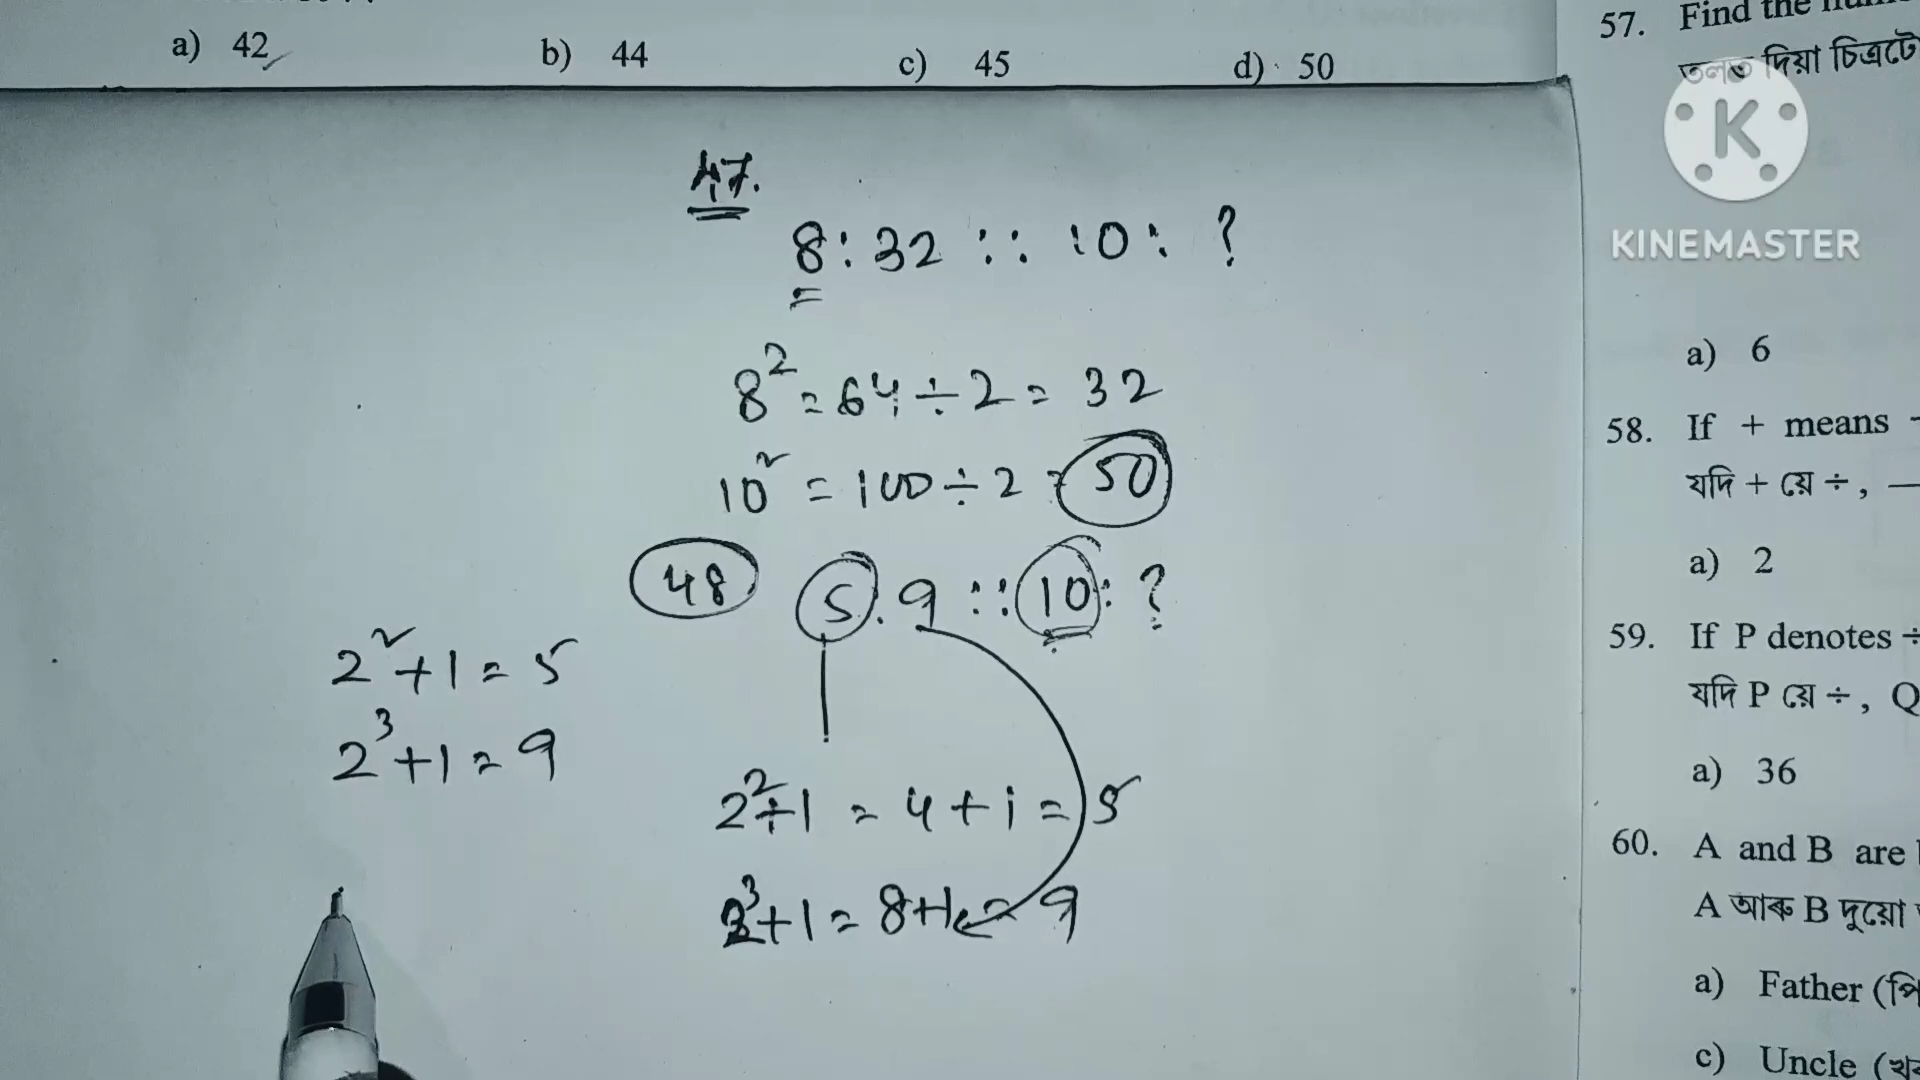 a) 42 b) 44 c) 45 d) 50
47.
8 : 32 :: 10 : ?
8² = 64 ÷ 2 = 32
10² = 100 ÷ 2 = 50
48 5 : 9 :: 10 : ?
2² + 1 = 5
2³ + 1 = 9
2² + 1 = 4 + 1 = 5
2³ + 1 = 8 + 1 = 9
57. Find the
দিয়া চিত্ৰটো
KINEMASTER
a) 6
58. If + means
যদি + য়ে ÷, —
a) 2
59. If P denotes ÷
যদি P য়ে ÷, Q
a) 36
60. A and B are
A আৰু B দুয়ো
a) Father (
c) Uncle (